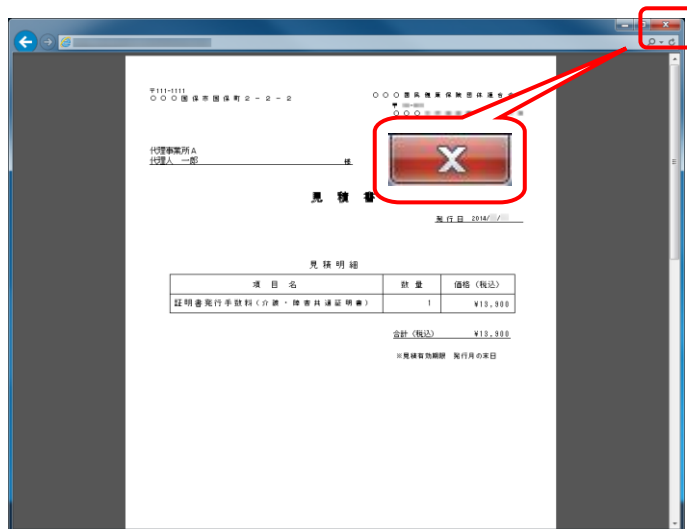 〒111-1111
○○○国保市国保町２－２－２
○○○国民健康保険団体連合会
〒
○○○
代理事業所A
代理人 一郎 様
見積書
発行日 2014/ /
見積明細
項目名 数量 価格（税込）
証明書発行手数料（介護・障害共通証明書） 1 ¥13,900
合計（税込） ¥13,900
※見積有効期限 発行月の末日